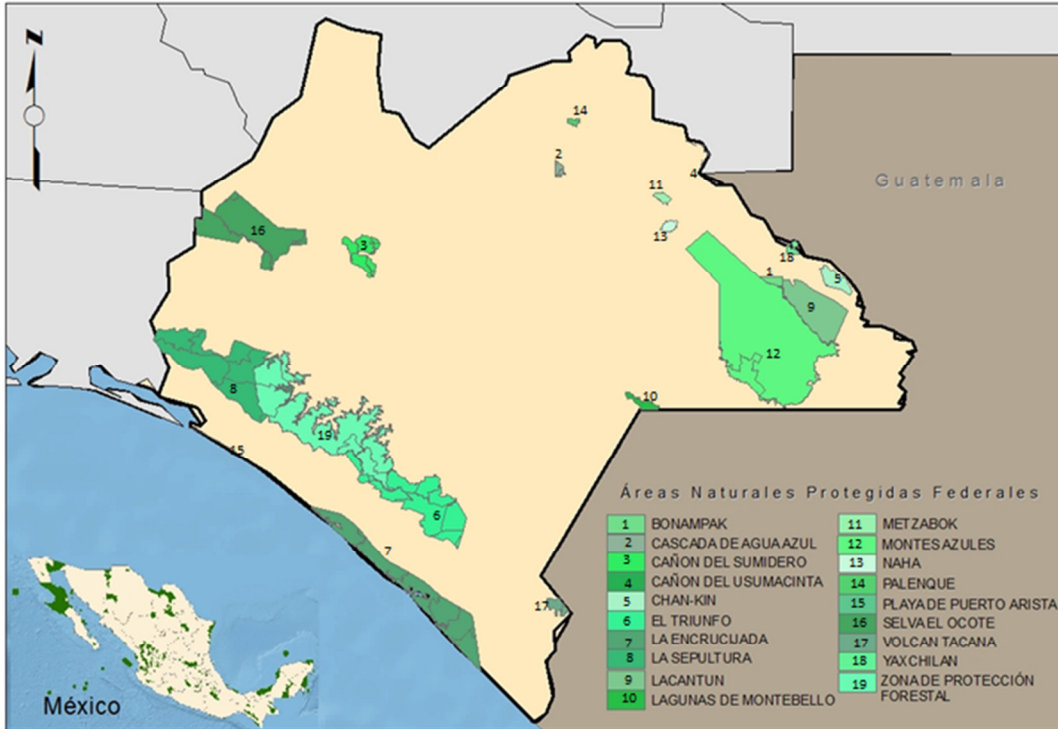 N
14
2
4
Guatemala
11
13
16
3
18
1
5
9
12
8
10
19
15
6
7
17
Áreas Naturales Protegidas Federales
1 BONAMPAK
2 CASCADA DE AGUA AZUL
3 CAÑON DEL SUMIDERO
4 CAÑON DEL USUMACINTA
5 CHAN-KIN
6 EL TRIUNFO
7 LA ENCRUCIJADA
8 LA SEPULTURA
9 LACANTUN
10 LAGUNAS DE MONTEBELLO
11 METZABOK
12 MONTES AZULES
13 NAHA
14 PALENQUE
15 PLAYA DE PUERTO ARISTA
16 SELVA EL OCOTE
17 VOLCAN TACANA
18 YAXCHILAN
19 ZONA DE PROTECCIÓN
FORESTAL
México